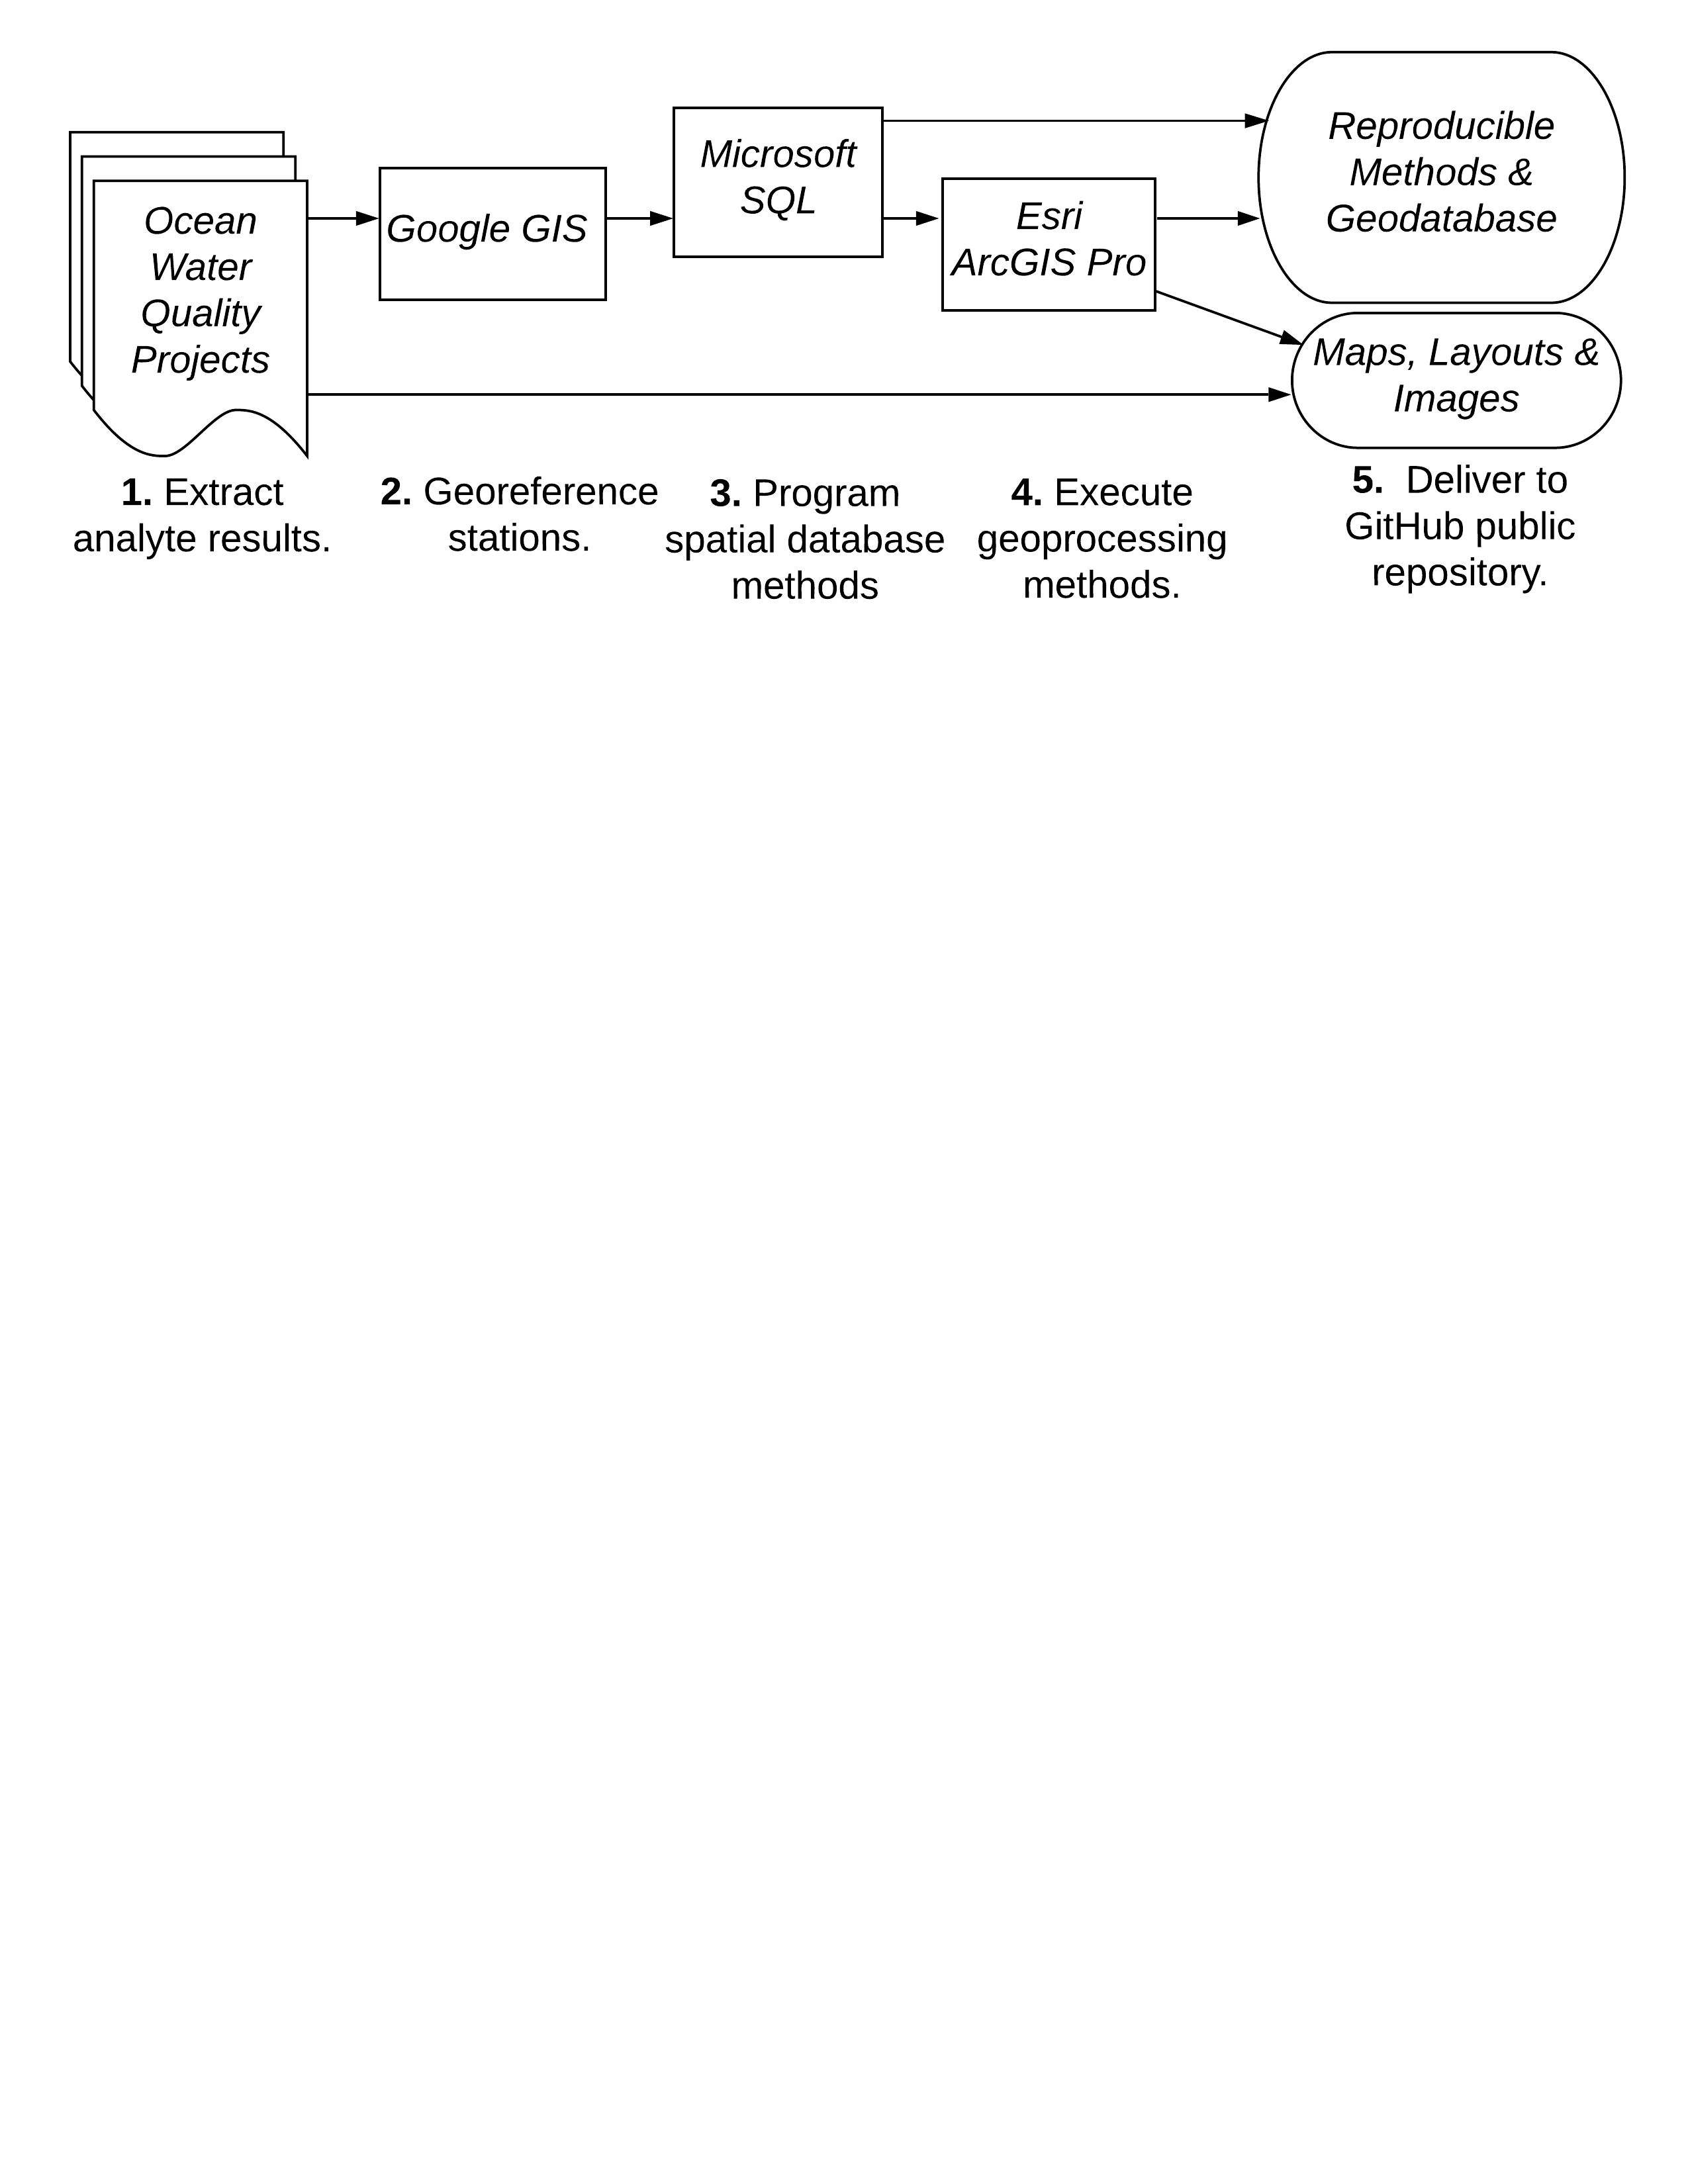 Ocean
Water
Quality
Projects
Google GIS
Microsoft
SQL
Esri
ArcGIS Pro
Reproducible
Methods &
Geodatabase
Maps, Layouts &
Images
1. Extract
analyte results.
2. Georeference
stations.
3. Program
spatial database
methods
4. Execute
geoprocessing
methods.
5. Deliver to
GitHub public
repository.